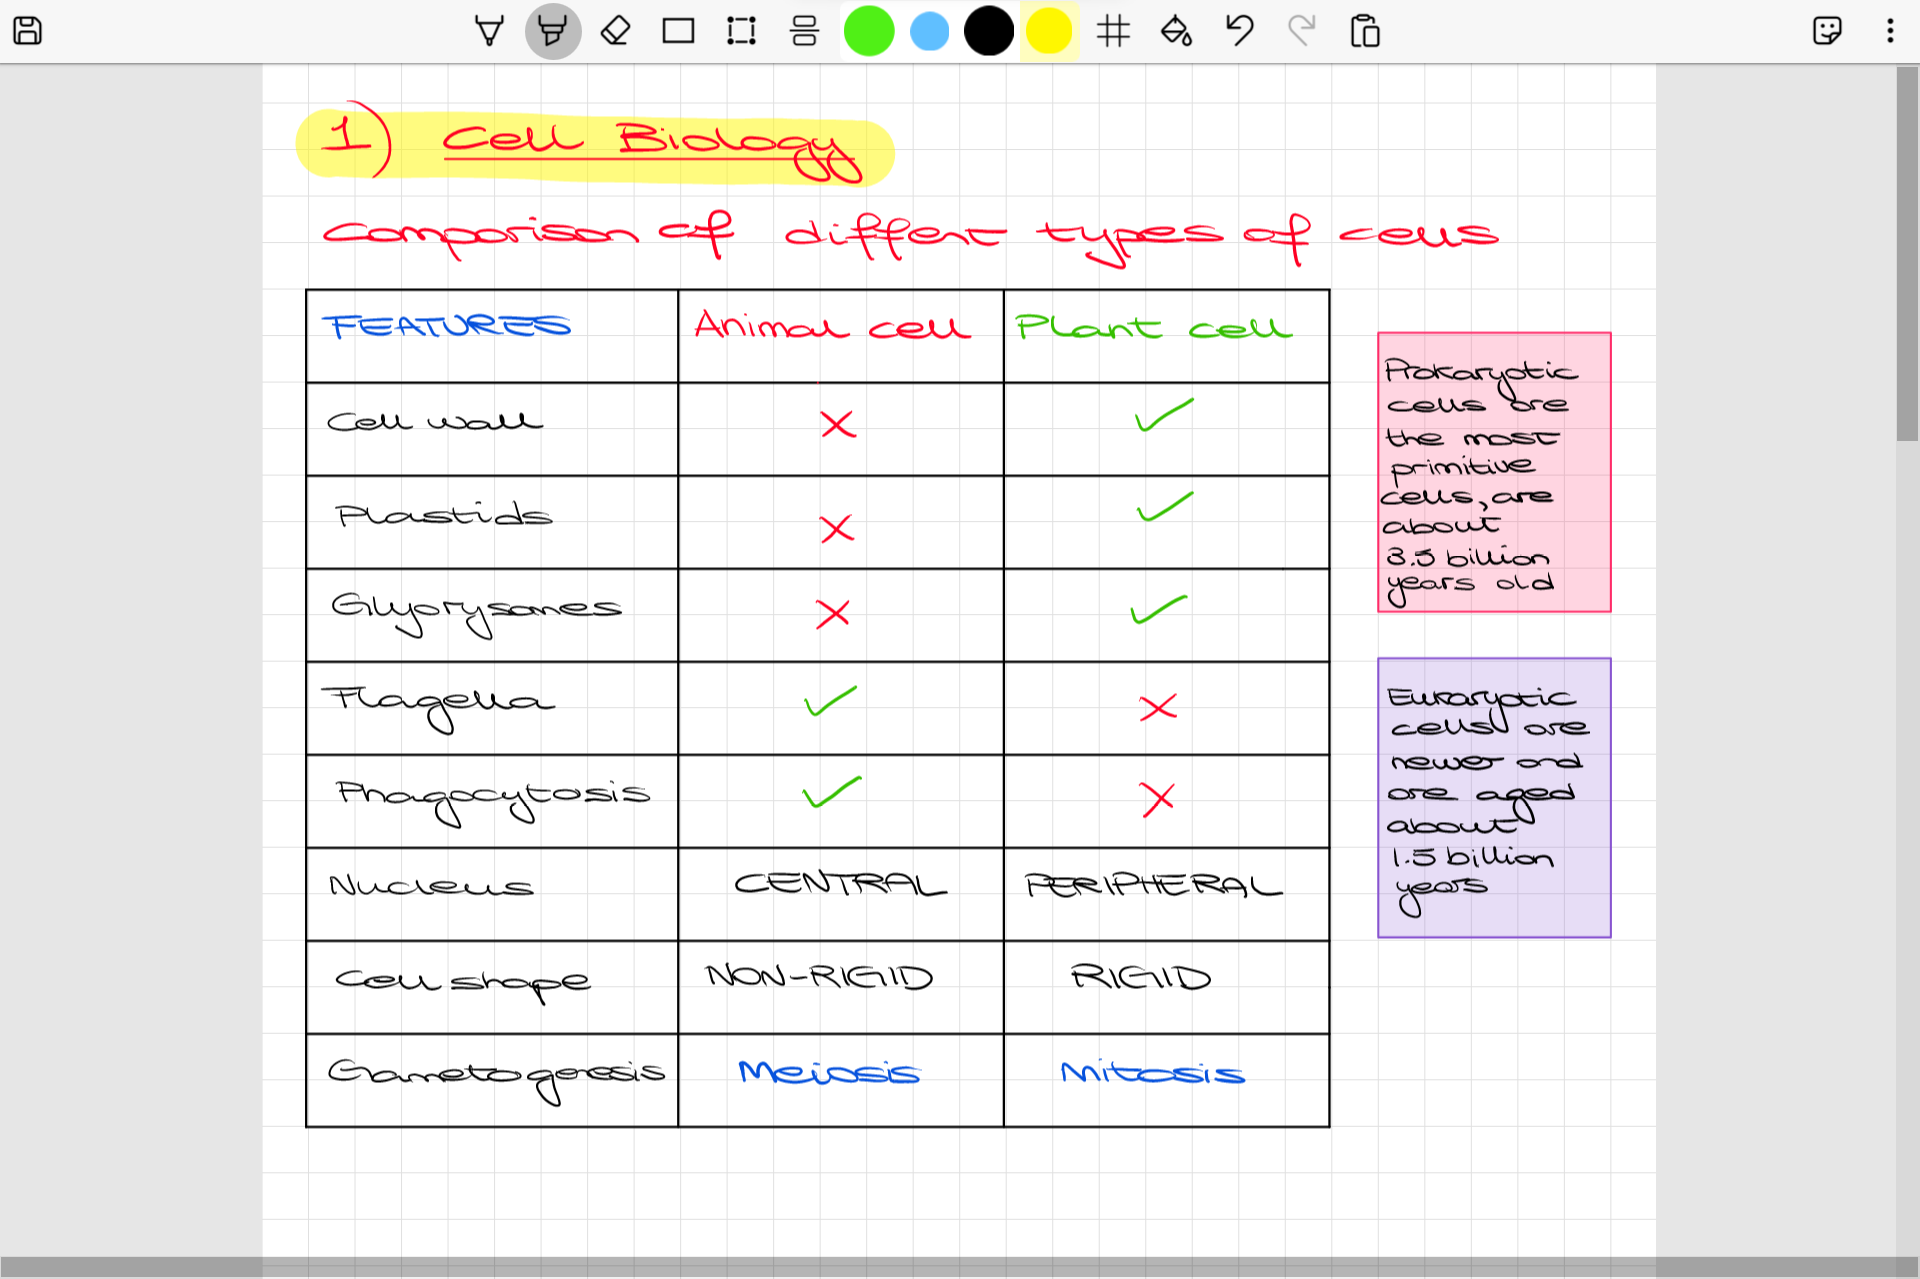 1) Cell Biology
comparison of diffent types of cells
FEATURES Animal cell Plant cell
Cell wall ✗ ✓
Plastids ✗ ✓
Glyorysomes ✗ ✓
Flagella ✓ ✗
Phagocytosis ✓ ✗
Nucleus CENTRAL PERIPHERAL
Cell shape NON-RIGID RIGID
Gametogenesis Meiosis Mitosis
Prokaryotic
cells are
the most
primitive
cells, are
about
3.5 billion
years old
Eukaryotic
cells are
newer and
are aged
about
1.5 billion
years